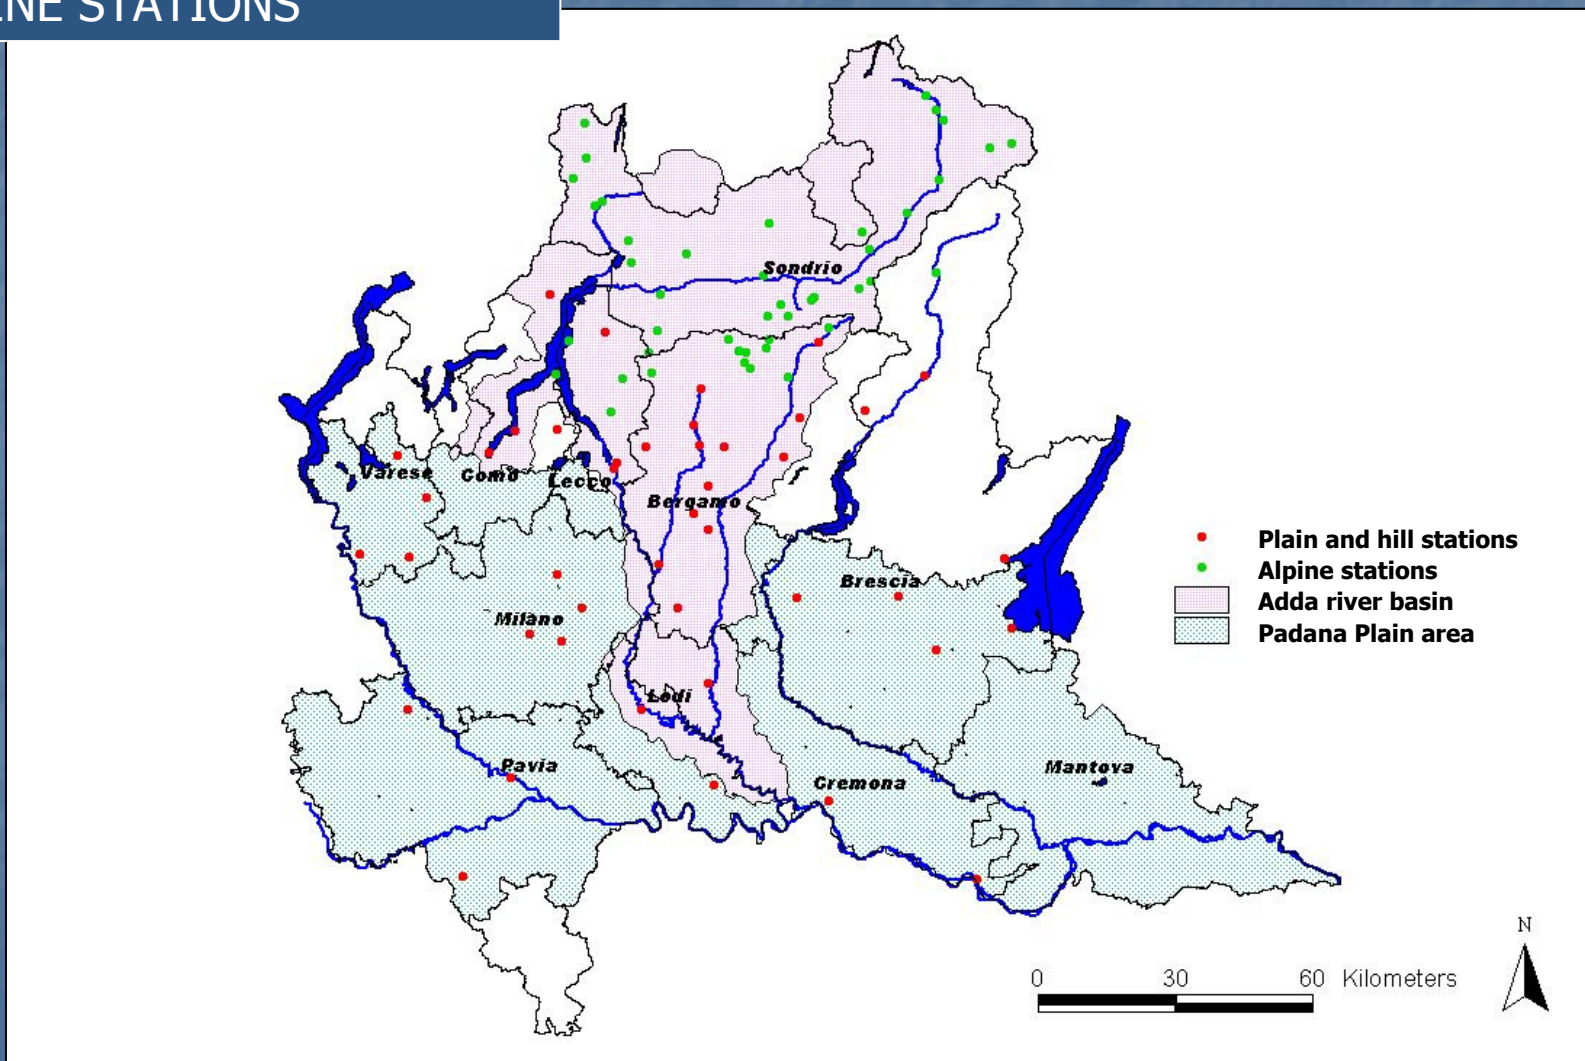 INE STATIONS
Sondrio
Varese
Como
Lecco
Bergamo
Brescia
Milano
Lodi
Pavia
Cremona
Mantova
Plain and hill stations
Alpine stations
Adda river basin
Padana Plain area
N
0 30 60 Kilometers